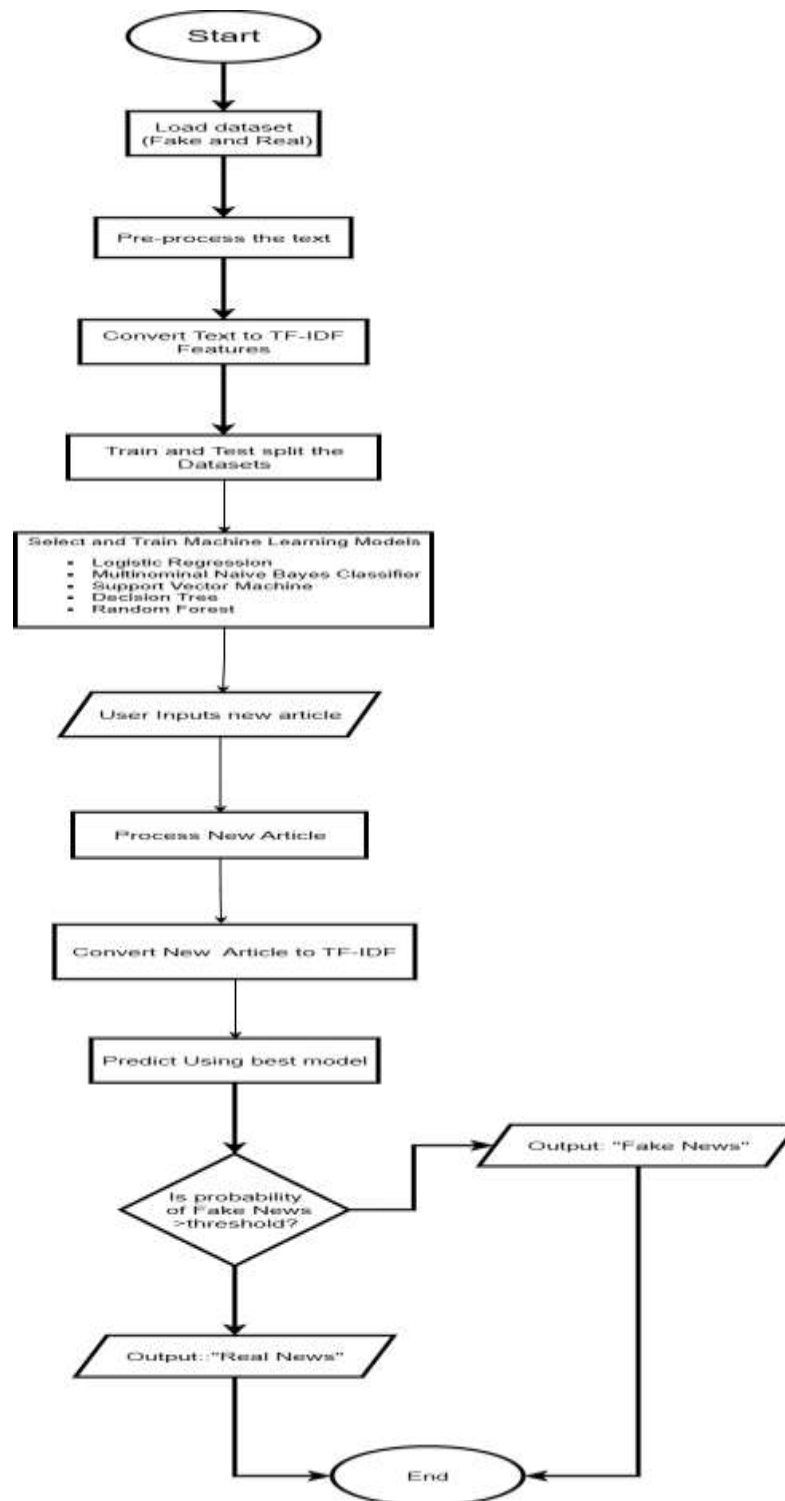 Start
Load dataset
(Fake and Real)
Pre-process the text
Convert Text to TF-IDF
Features
Train and Test split the
Datasets
Select and Train Machine Learning Models
▪ Logistic Regression
▪ Multinominal Naive Bayes Classifier
▪ Support Vector Machine
▪ Decision Tree
▪ Random Forest
User Inputs new article
Process New Article
Convert New Article to TF-IDF
Predict Using best model
Is probability
of Fake News
>threshold?
Output: "Fake News"
Output::"Real News"
End